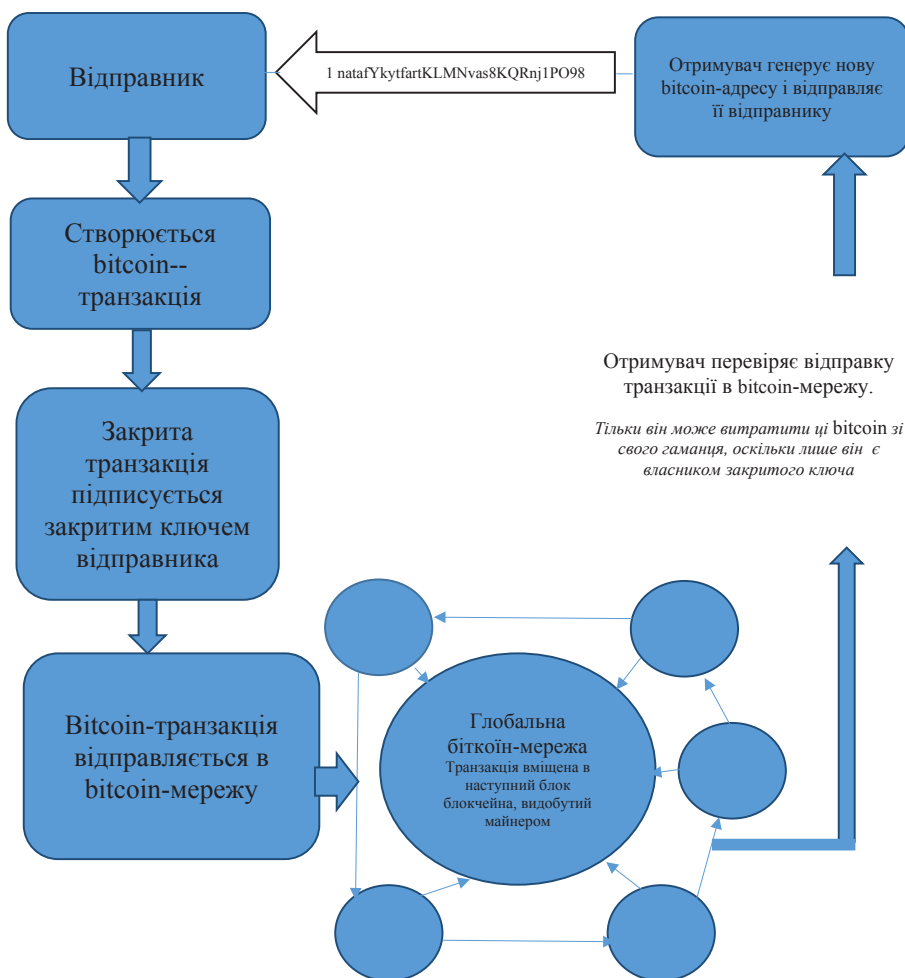 Відправник
1 natafYkytfartKLMNvas8KQRnj1PO98
Отримувач генерує нову
bitcoin-адресу і відправляє
її відправнику
Створюється
bitcoin--
транзакція
Закрита
транзакція
підписується
закритим ключем
відправника
Bitcoin-транзакція
відправляється в
bitcoin-мережу
Глобальна
біткоїн-мережа
Транзакція вміщена в
наступний блок
блокчейна, видобутий
майнером
Отримувач перевіряє відправку
транзакції в bitcoin-мережу.
Тільки він може витратити ці bitcoin зі
свого гаманця, оскільки лише він є
власником закритого ключа